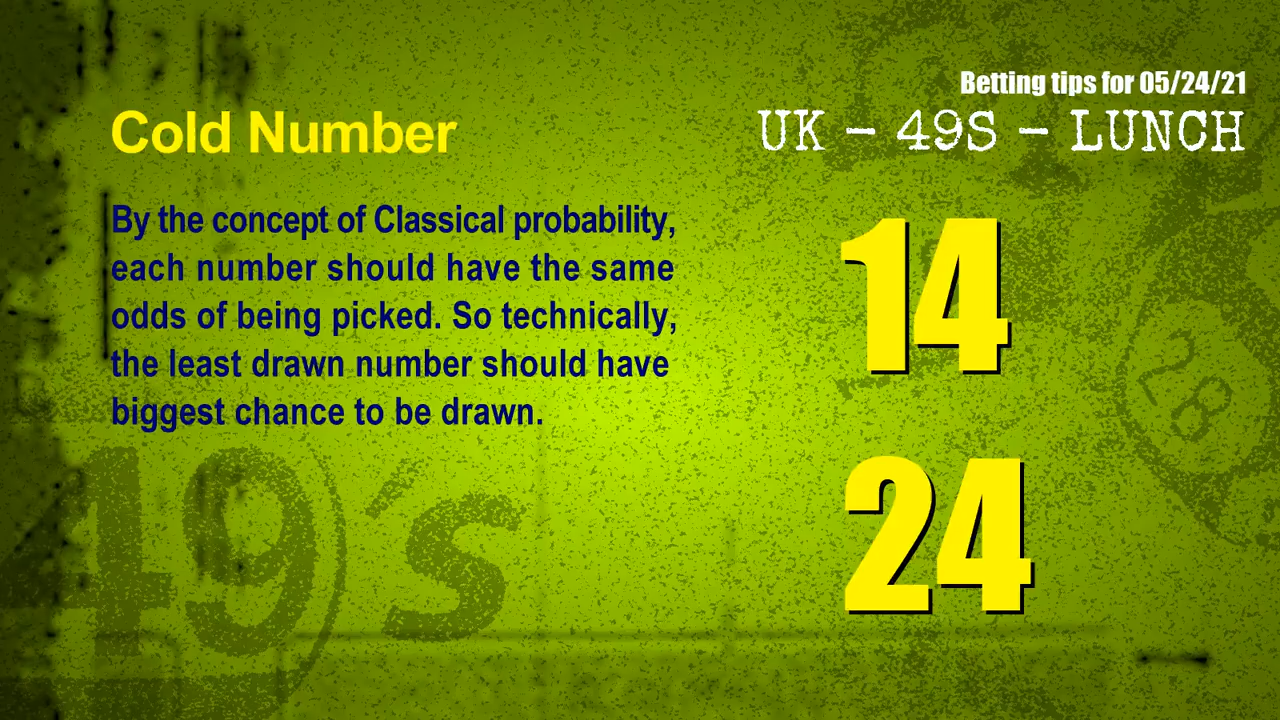 Betting tips for 05/24/21
UK - 49S - LUNCH
Cold Number
By the concept of Classical probability,
each number should have the same
odds of being picked. So technically,
the least drawn number should have
biggest chance to be drawn.
14
24
28
49's